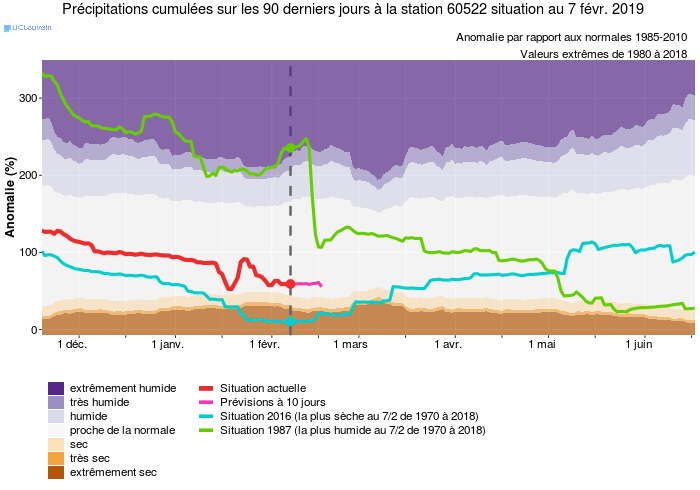 Précipitations cumulées sur les 90 derniers jours à la station 60522 situation au 7 févr. 2019
UCLouvain
Anomalie par rapport aux normales 1985-2010
Valeurs extrêmes de 1980 à 2018
Anomalie (%)
300
200
100
0
1 déc. 1 janv. 1 févr. 1 mars 1 avr. 1 mai 1 juin
extrêmement humide
très humide
humide
proche de la normale
sec
très sec
extrêmement sec
Situation actuelle
Prévisions à 10 jours
Situation 2016 (la plus sèche au 7/2 de 1970 à 2018)
Situation 1987 (la plus humide au 7/2 de 1970 à 2018)